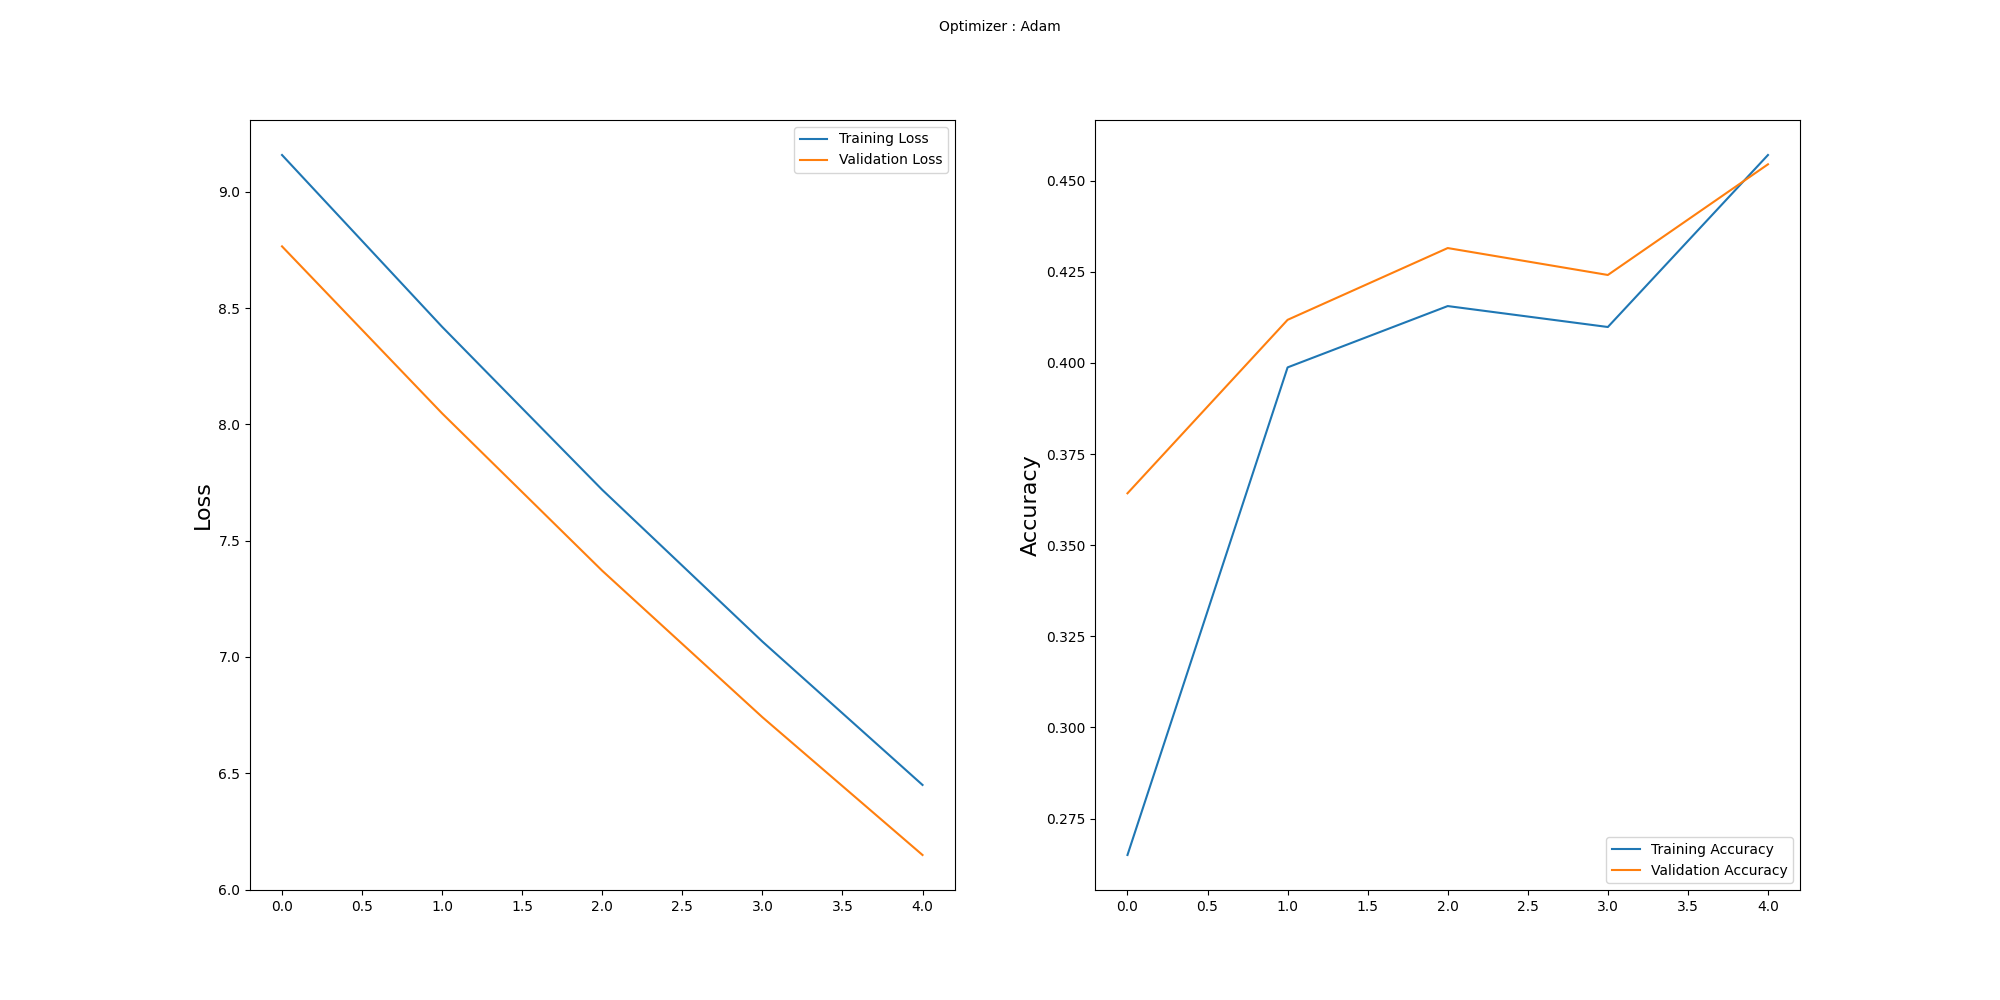 Optimizer : Adam
Training Loss
Validation Loss
9.0
8.5
8.0
7.5
7.0
6.5
6.0
Loss
0.0 0.5 1.0 1.5 2.0 2.5 3.0 3.5 4.0
0.450
0.425
0.400
0.375
0.350
0.325
0.300
0.275
Accuracy
Training Accuracy
Validation Accuracy
0.0 0.5 1.0 1.5 2.0 2.5 3.0 3.5 4.0